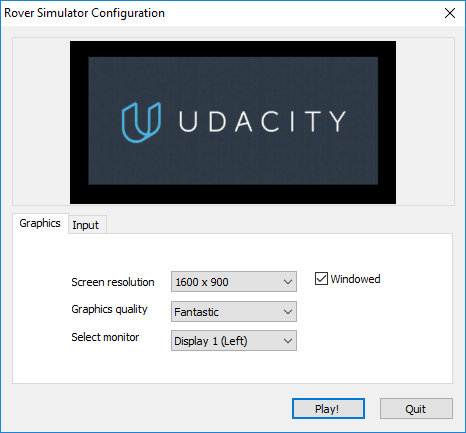 Rover Simulator Configuration
UDACITY
Graphics
Input
Screen resolution
1600 x 900
Windowed
Graphics quality
Fantastic
Select monitor
Display 1 (Left)
Play!
Quit